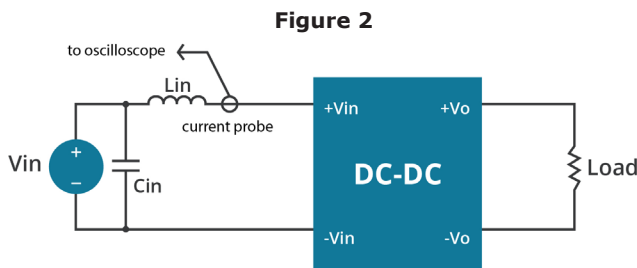 Figure 2
to oscilloscope
Lin
current probe
+Vin
+Vo
Vin
+
−
Cin
DC-DC
Load
-Vin
-Vo